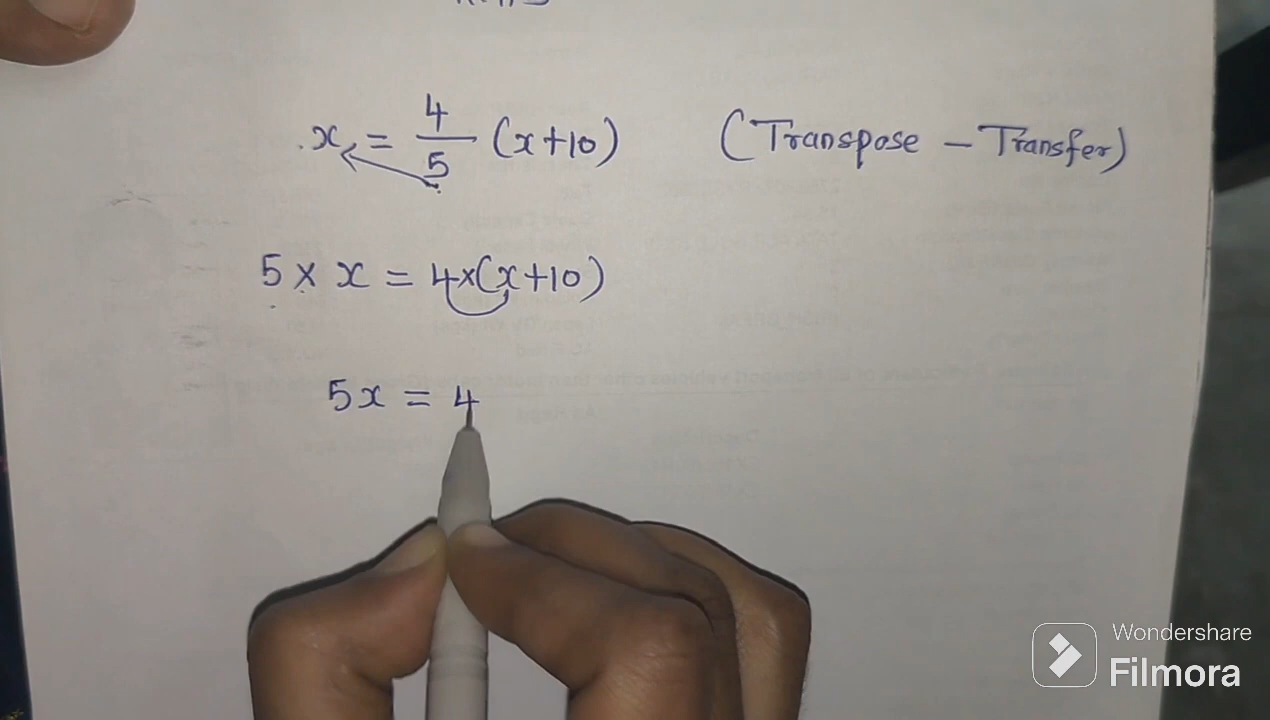 x = 4/5 (x+10) (Transpose – Transfer)
5 × x = 4×(x+10)
5x = 4
Wondershare
Filmora